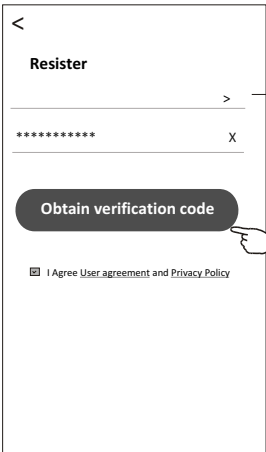 <
Resister
>
*********** X
Obtain verification code
I Agree User agreement and Privacy Policy